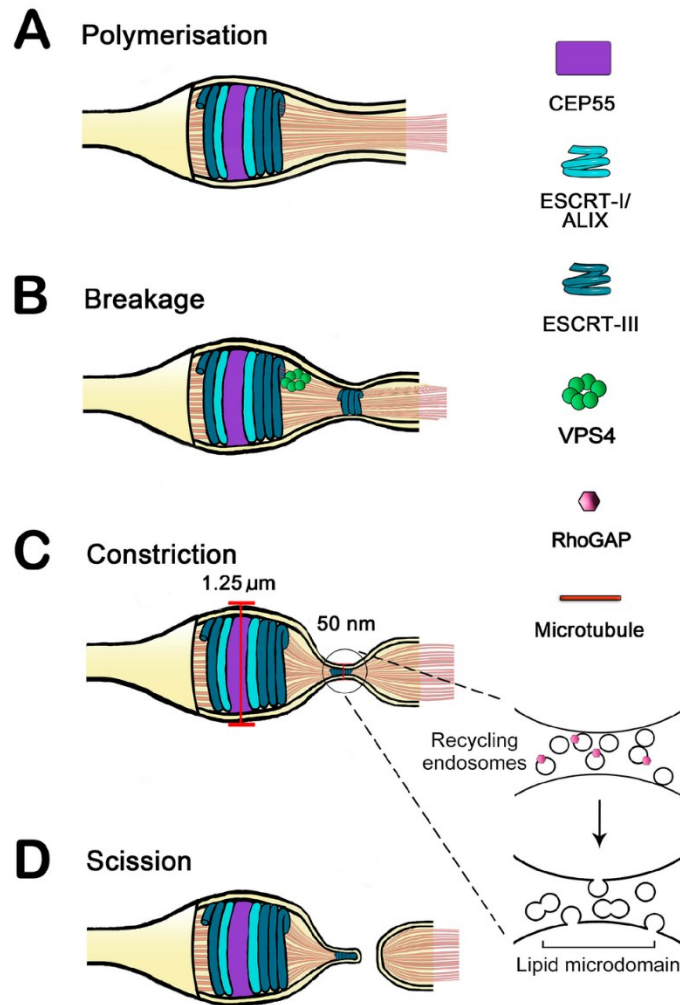 A Polymerisation
CEP55
ESCRT-I/
ALIX
B Breakage
ESCRT-III
VPS4
RhoGAP
C Constriction
1.25 µm
50 nm
Microtubule
Recycling
endosomes
D Scission
Lipid microdomain